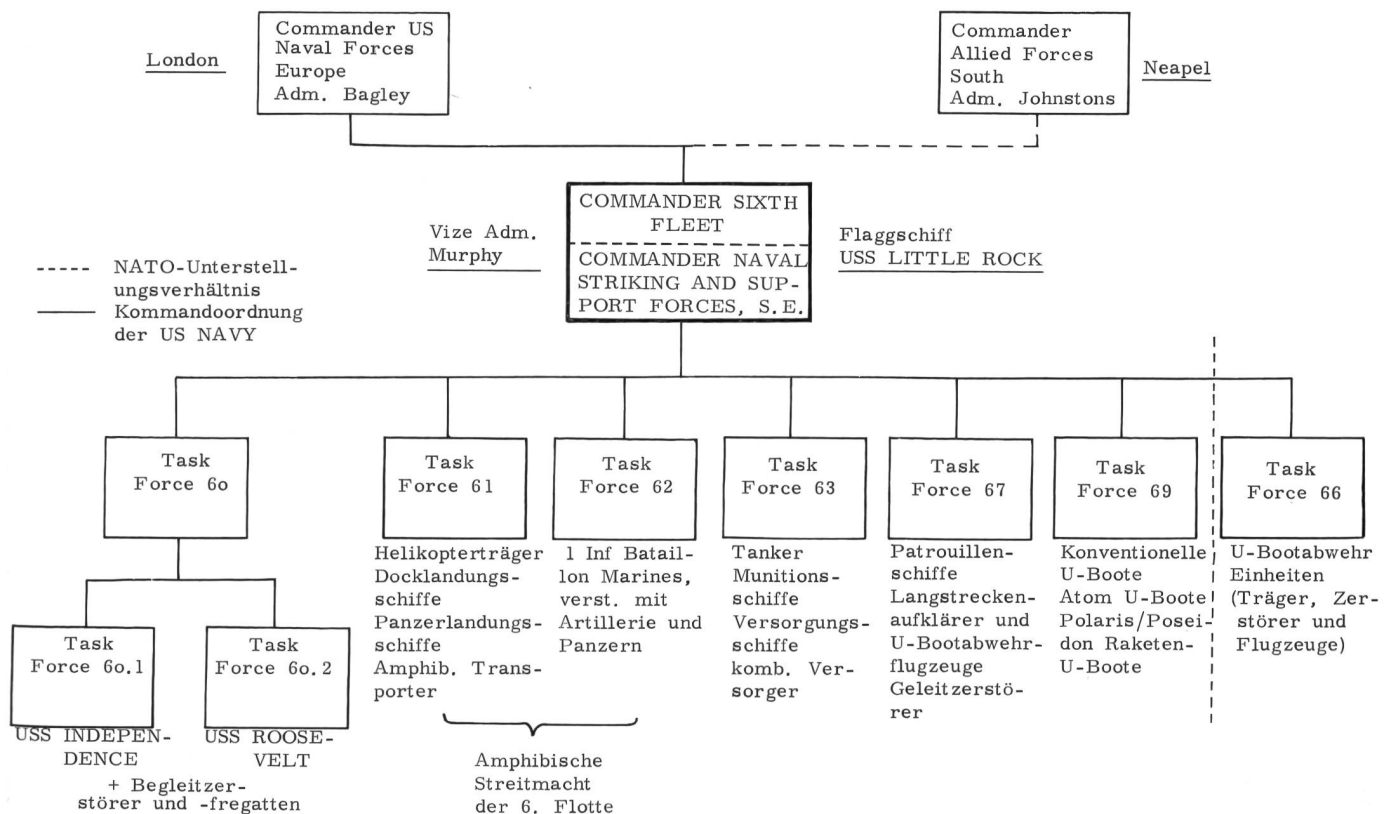 London
Commander US
Naval Forces
Europe
Adm. Bagley
Commander
Allied Forces
South
Adm. Johnstons
Neapel
Vize Adm.
Murphy
COMMANDER SIXTH
FLEET
COMMANDER NAVAL
STRIKING AND SUP-
PORT FORCES, S.E.
Flaggschiff
USS LITTLE ROCK
NATO-Unterstell-
ungsverhältnis
Kommandoordnung
der US NAVY
Task
Force 6o
Task
Force 61
Task
Force 62
Task
Force 63
Task
Force 67
Task
Force 69
Task
Force 66
Helikopterträger
Docklandungs-
schiffe
Panzerlandungs-
schiffe
Amphib. Trans-
porter
1 Inf Batail-
lon Marines,
verst. mit
Artillerie und
Panzern
Tanker
Munitions-
schiffe
Versorgungs-
schiffe
komb. Ver-
sorger
Patrouillen-
schiffe
Langstrecken-
aufklärer und
U-Bootabwehr-
flugzeuge
Geleitzerstö-
rer
Konventionelle
U-Boote
Atom U-Boote
Polaris/Posei-
don Raketen-
U-Boote
U-Bootabwehr
Einheiten
(Träger, Zer-
störer und
Flugzeuge)
Task
Force 6o.1
Task
Force 6o.2
USS INDEPEN-
DENCE
USS ROOSE-
VELT
+ Begleitzer-
störer und -fregatten
Amphibische
Streitmacht
der 6. Flotte